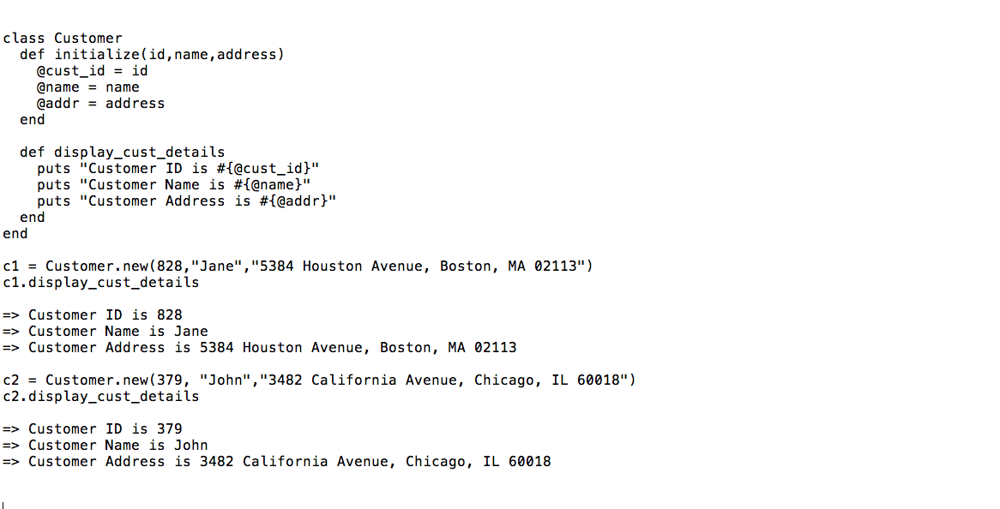 class Customer
  def initialize(id,name,address)
    @cust_id = id
    @name = name
    @addr = address
  end

  def display_cust_details
    puts "Customer ID is #{@cust_id}"
    puts "Customer Name is #{@name}"
    puts "Customer Address is #{@addr}"
  end
end

c1 = Customer.new(828,"Jane","5384 Houston Avenue, Boston, MA 02113")
c1.display_cust_details

=> Customer ID is 828
=> Customer Name is Jane
=> Customer Address is 5384 Houston Avenue, Boston, MA 02113

c2 = Customer.new(379, "John","3482 California Avenue, Chicago, IL 60018")
c2.display_cust_details

=> Customer ID is 379
=> Customer Name is John
=> Customer Address is 3482 California Avenue, Chicago, IL 60018